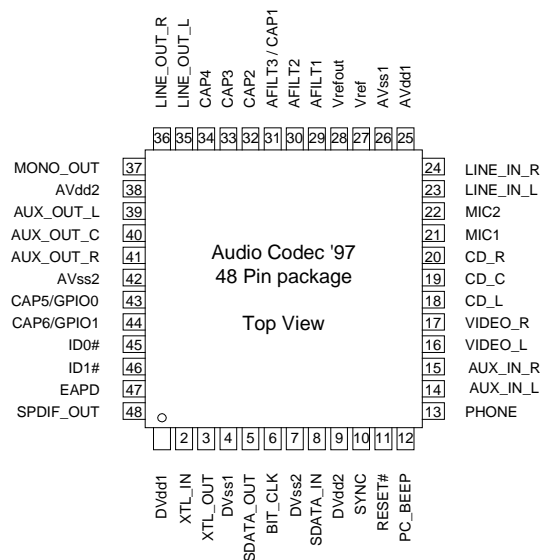 LINE_OUT_R
LINE_OUT_L
CAP4
CAP3
CAP2
AFILT3 / CAP1
AFILT2
AFILT1
Vrefout
Vref
AVss1
AVdd1
36 35 34 33 32 31 30 29 28 27 26 25
MONO_OUT 37
AVdd2 38
AUX_OUT_L 39
AUX_OUT_C 40
AUX_OUT_R 41
AVss2 42
CAP5/GPIO0 43
CAP6/GPIO1 44
ID0# 45
ID1# 46
EAPD 47
SPDIF_OUT 48
Audio Codec '97
48 Pin package
Top View
24 LINE_IN_R
23 LINE_IN_L
22 MIC2
21 MIC1
20 CD_R
19 CD_C
18 CD_L
17 VIDEO_R
16 VIDEO_L
15 AUX_IN_R
14 AUX_IN_L
13 PHONE
2 3 4 5 6 7 8 9 10 11 12
DVdd1
XTL_IN
XTL_OUT
DVss1
SDATA_OUT
BIT_CLK
DVss2
SDATA_IN
DVdd2
SYNC
RESET#
PC_BEEP